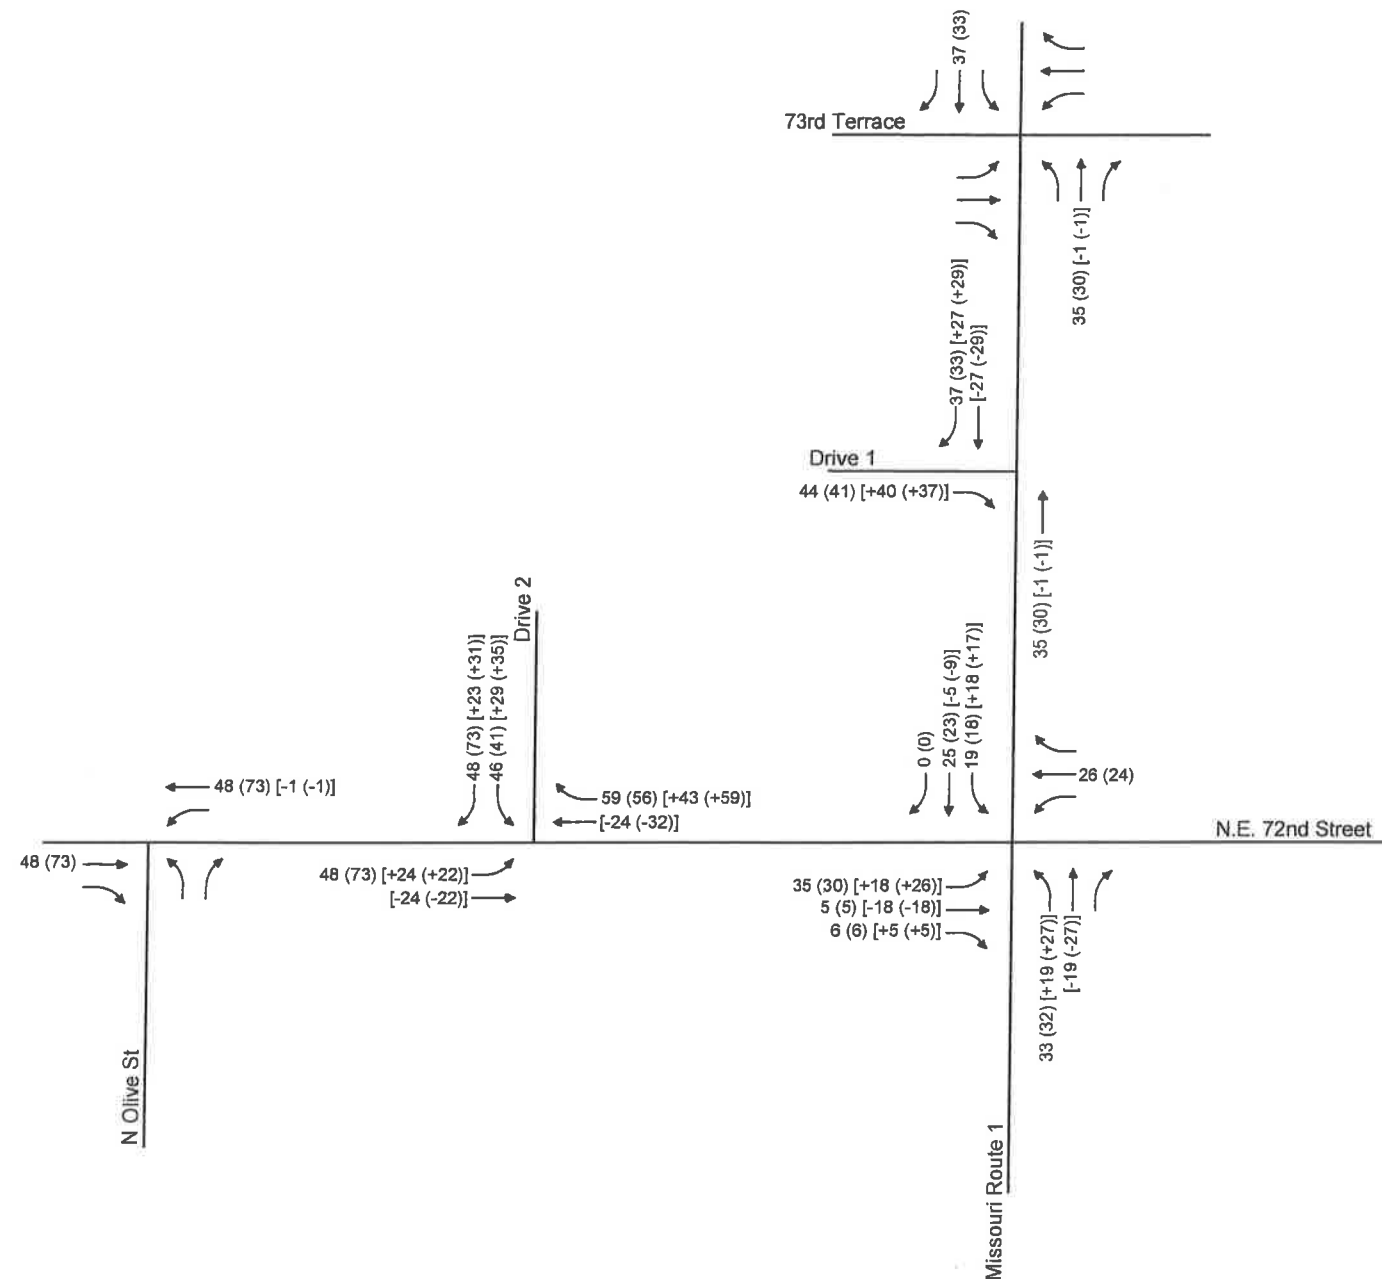 37 (33)
73rd Terrace
35 (30) [-1 (-1)]
37 (33) [+27 (+29)]
[-27 (-29)]
Drive 1
44 (41) [+40 (+37)]
35 (30) [-1 (-1)]
Drive 2
48 (73) [+23 (+31)]
46 (41) [+29 (+35)]
0 (0)
25 (23) [-5 (-9)]
19 (18) [+18 (+17)]
48 (73) [-1 (-1)]
59 (56) [+43 (+59)]
[-24 (-32)]
26 (24)
N.E. 72nd Street
48 (73)
48 (73) [+24 (+22)]
[-24 (-22)]
35 (30) [+18 (+26)]
5 (5) [-18 (-18)]
6 (6) [+5 (+5)]
33 (32) [+19 (+27)]
[-19 (-27)]
N Olive St
Missouri Route 1